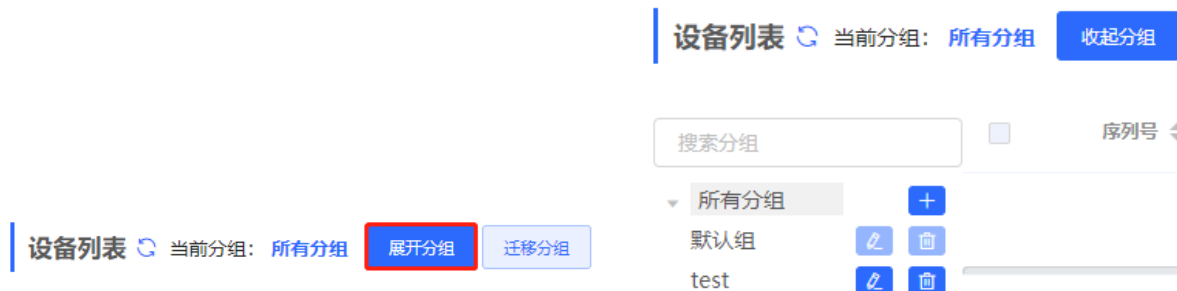 设备列表 当前分组： 所有分组 展开分组 迁移分组
设备列表 当前分组： 所有分组 收起分组
搜索分组 序列号
所有分组
默认组
test